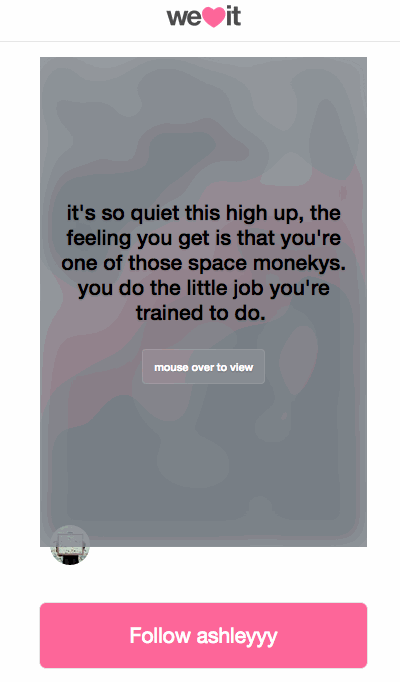 we it
it's so quiet this high up, the
feeling you get is that you're
one of those space monekys.
you do the little job you're
trained to do.
mouse over to view
Follow ashleyyy